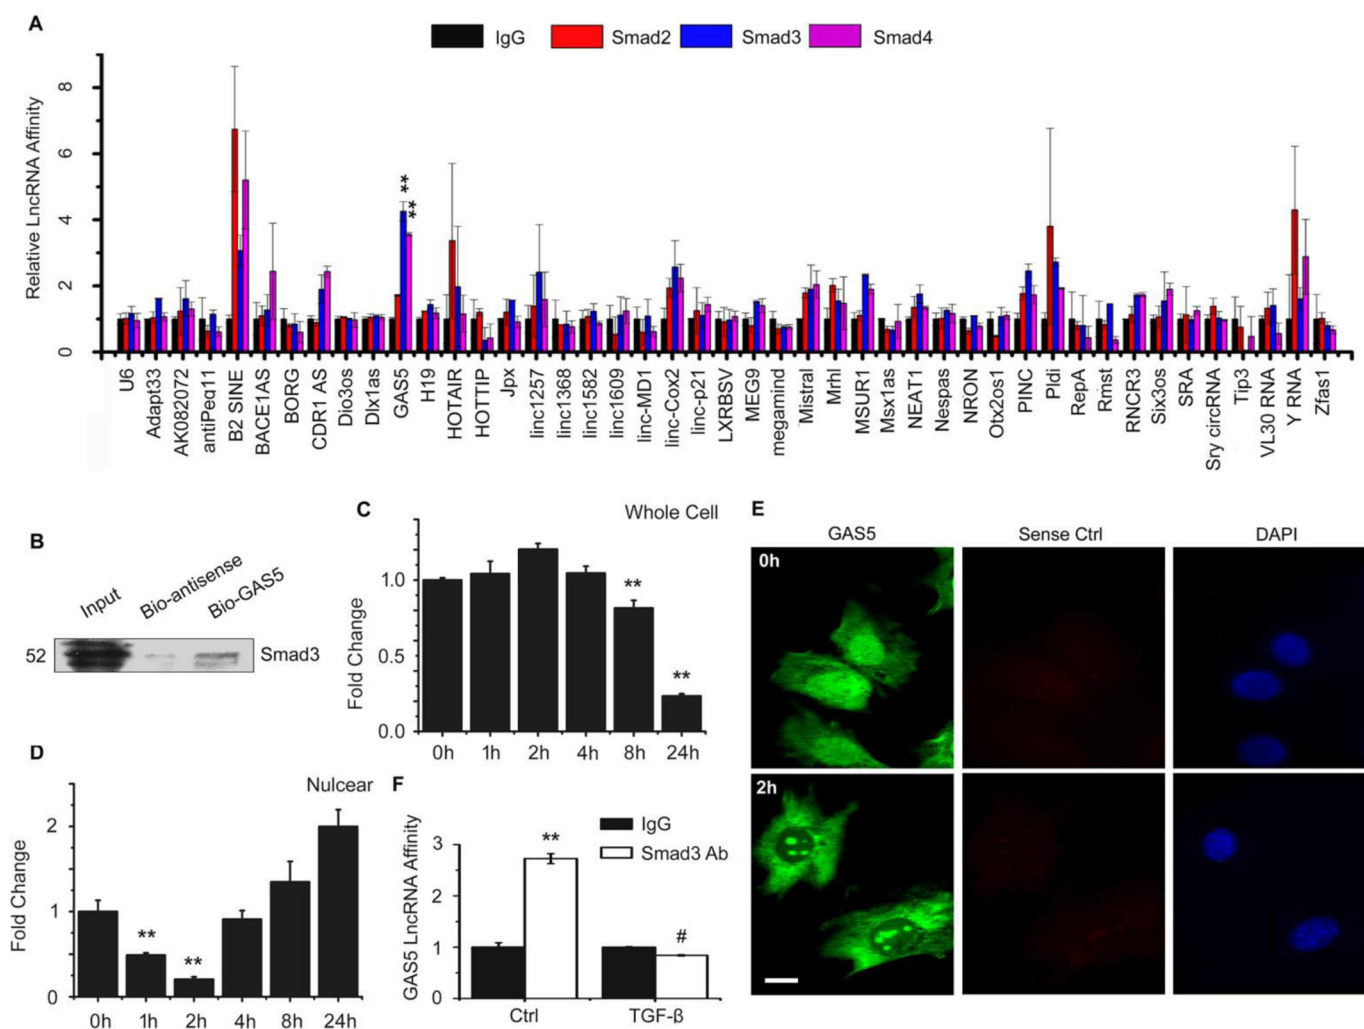 A
IgG
Smad2
Smad3
Smad4
Relative LncRNA Affinity
8
6
4
2
0
**
**
U6
Adapt33
AK082072
antiPeq11
B2 SINE
BACE1AS
BORG
CDR1 AS
Dio3os
Dlx1as
GAS5
H19
HOTAIR
HOTTIP
Jpx
linc1257
linc1368
linc1582
linc1609
linc-MD1
linc-Cox2
linc-p21
LXRBSV
MEG9
megamind
Mistral
Mrhl
MSUR1
Msx1as
NEAT1
Nespas
NRON
Otx2os1
PINC
Pldi
RepA
Rmst
RNCR3
Six3os
SRA
Sry circRNA
Tip3
VL30 RNA
Y RNA
Zfas1
B
Input
Bio-antisense
Bio-GAS5
52
Smad3
C
Whole Cell
Fold Change
1.0
0.5
0.0
**
**
0h 1h 2h 4h 8h 24h
D
Nulcear
Fold Change
2
1
0
**
**
0h 1h 2h 4h 8h 24h
F
IgG
Smad3 Ab
GAS5 LncRNA Affinity
3
2
1
0
**
#
Ctrl TGF-ß
E
GAS5 Sense Ctrl DAPI
0h
2h